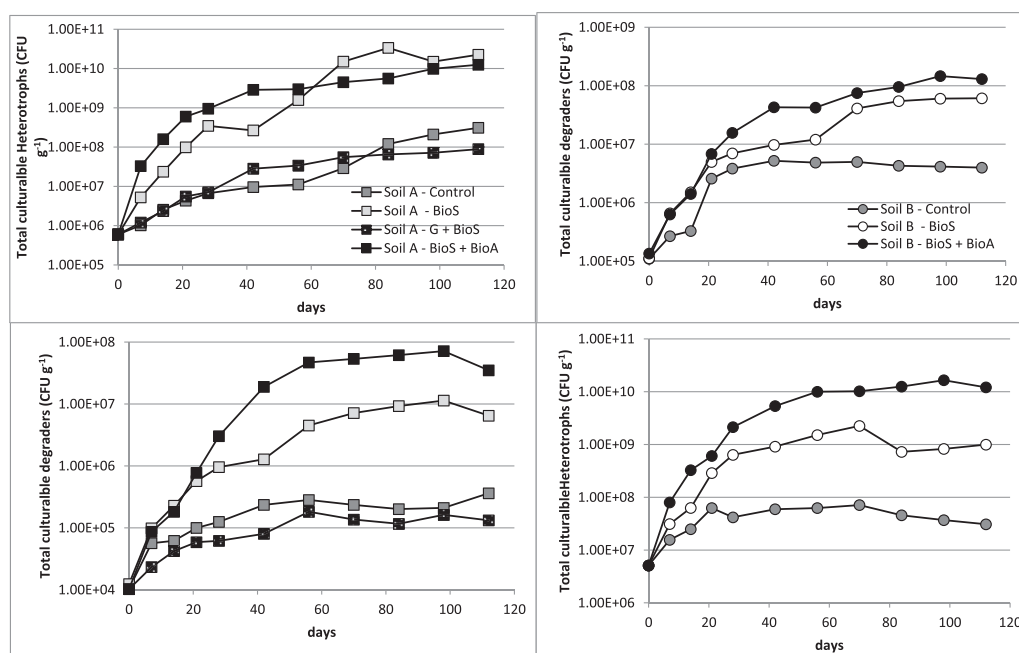 Total culturalble Heterotrophs (CFU
g-1)
1.00E+11
1.00E+10
1.00E+09
1.00E+08
1.00E+07
1.00E+06
1.00E+05
0 20 40 60 80 100 120
days
Soil A - Control
Soil A - BioS
Soil A - G + BioS
Soil A - BioS + BioA
Total culturalble degraders (CFU g-1)
1.00E+09
1.00E+08
1.00E+07
1.00E+06
1.00E+05
0 20 40 60 80 100 120
days
Soil B - Control
Soil B - BioS
Soil B - BioS + BioA
Total culturalble degraders (CFU g-1)
1.00E+08
1.00E+07
1.00E+06
1.00E+05
1.00E+04
0 20 40 60 80 100 120
days
Total culturalbleHeterotrophs (CFU g-1)
1.00E+11
1.00E+10
1.00E+09
1.00E+08
1.00E+07
1.00E+06
0 20 40 60 80 100 120
days